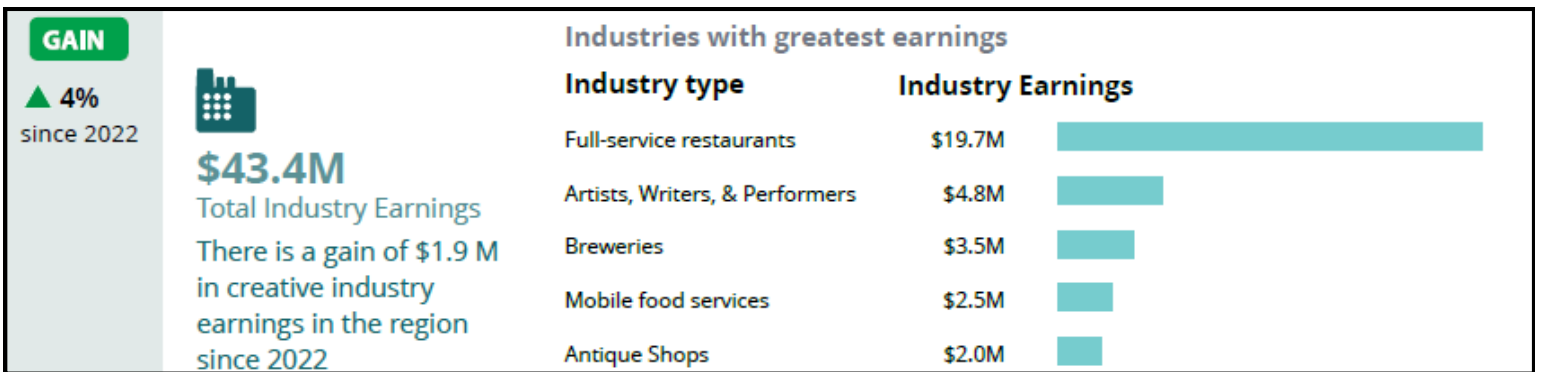 GAIN
▲ 4%
since 2022
$43.4M
Total Industry Earnings
There is a gain of $1.9 M
in creative industry
earnings in the region
since 2022
Industries with greatest earnings
Industry type Industry Earnings
Full-service restaurants $19.7M
Artists, Writers, & Performers $4.8M
Breweries $3.5M
Mobile food services $2.5M
Antique Shops $2.0M